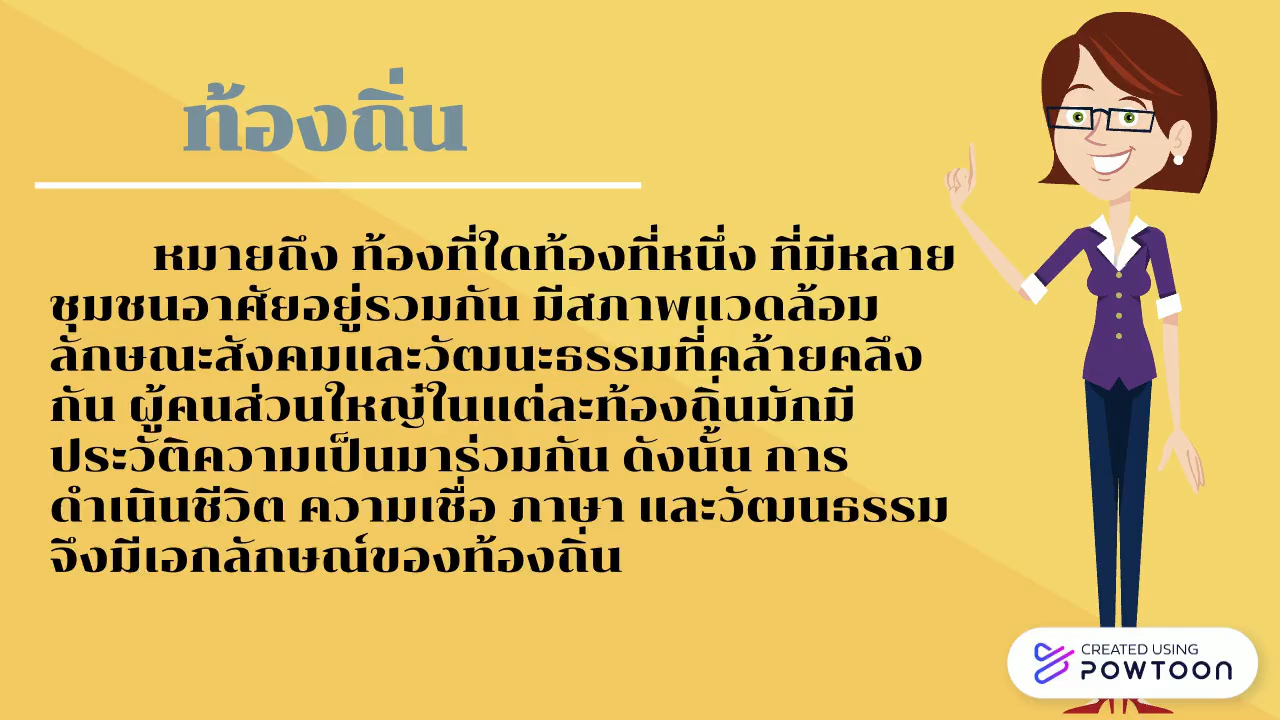 ท้องถิ่น
หมายถึง ท้องที่ใดท้องที่หนึ่ง ที่มีหลาย
ชุมชนอาศัยอยู่รวมกัน มีสภาพแวดล้อม
ลักษณะสังคมและวัฒนะธรรมที่คล้ายคลึง
กัน ผู้คนส่วนใหญ่ในแต่ละท้องถิ่นมักมี
ประวัติความเป็นมาร่วมกัน ดังนั้น การ
ดำเนินชีวิต ความเชื่อ ภาษา และวัฒนธรรม
จึงมีเอกลักษณ์ของท้องถิ่น
CREATED USING
POWTOON